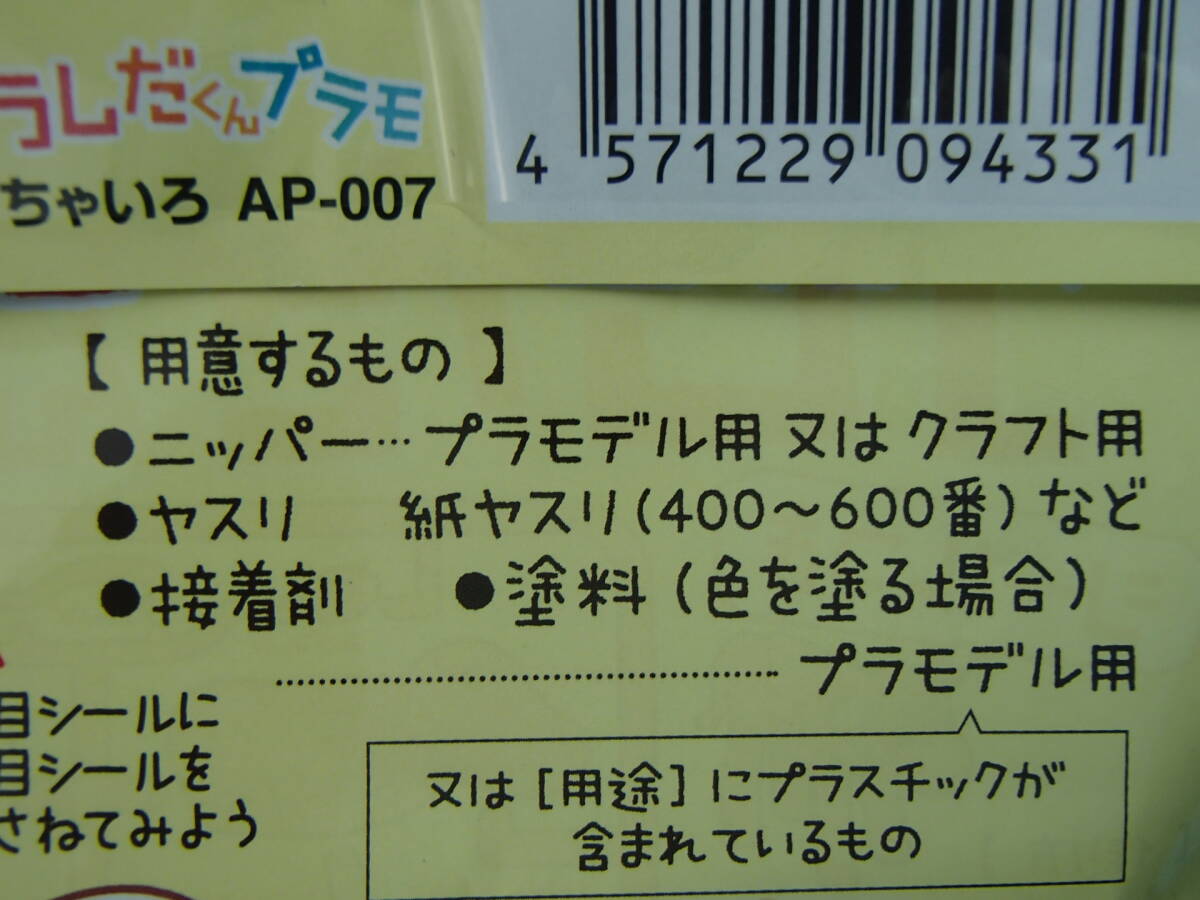 うしだくんプラモ
ちゃいろ AP-007
4 571229 094331
【 用意するもの 】
●ニッパー…プラモデル用 又は クラフト用
●ヤスリ 紙ヤスリ(400～600番)など
●接着剤 ●塗料(色を塗る場合)
プラモデル用
又は[用途]にプラスチックが
含まれているもの
目シールに
目シールを
さねてみよう